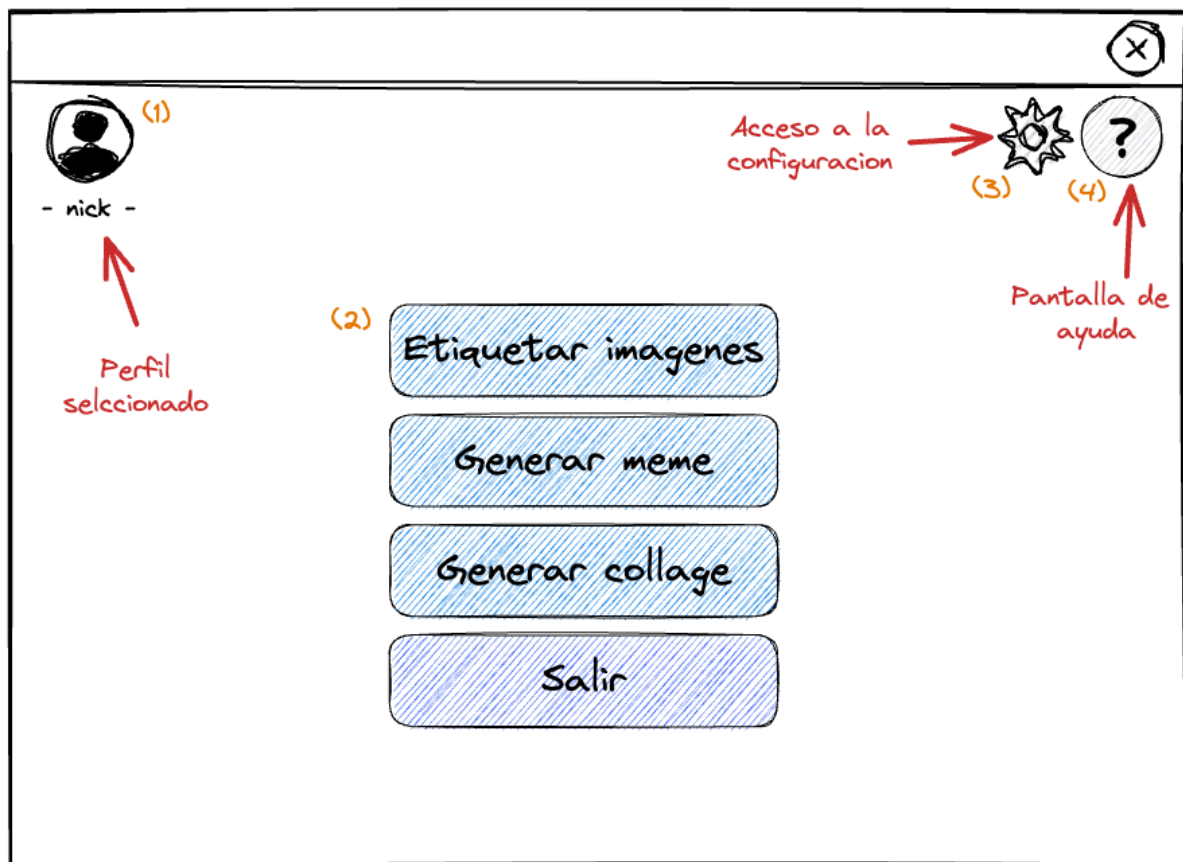 X
(1)
- nick -
Perfil
selccionado
Acceso a la
configuracion
(3)
?
(4)
Pantalla de
ayuda
(2)
Etiquetar imagenes
Generar meme
Generar collage
Salir